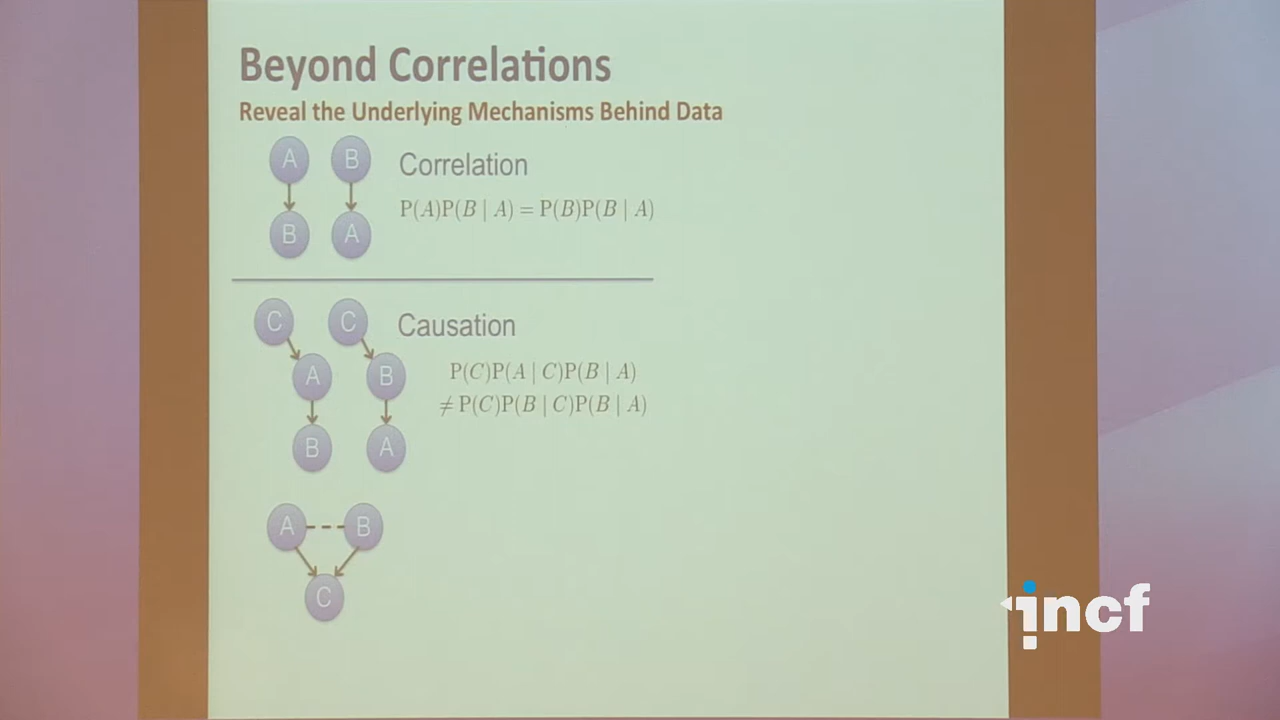 Beyond Correlations
Reveal the Underlying Mechanisms Behind Data
A B Correlation
P(A)P(B | A) = P(B)P(B | A)
B A
C C Causation
A B P(C)P(A | C)P(B | A)
≠ P(C)P(B | C)P(B | A)
B A
A B
C
incf